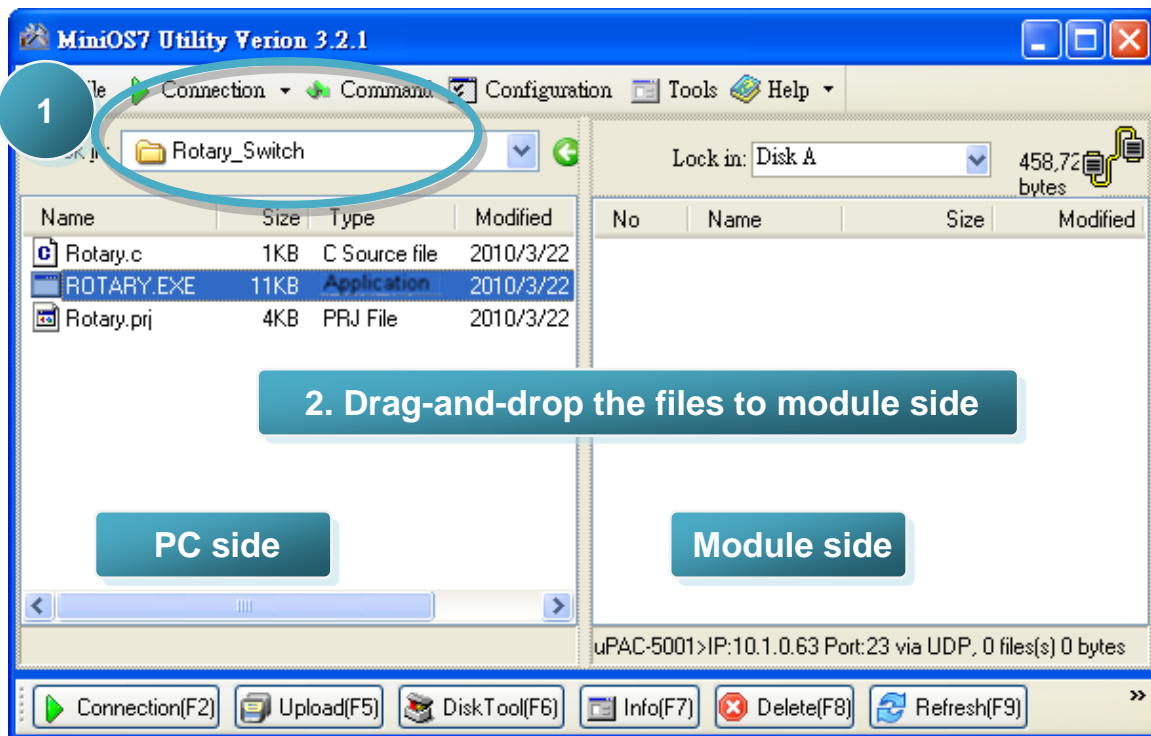 MiniOS7 Utility Verion 3.2.1
1
Connection Command Configuration Tools Help
Rotary_Switch
Lock in: Disk A
458,72
bytes
Name Size Type Modified
No Name Size Modified
Rotary.c 1KB C Source file 2010/3/22
ROTARY.EXE 11KB Application 2010/3/22
Rotary.prj 4KB PRJ File 2010/3/22
2. Drag-and-drop the files to module side
PC side
Module side
uPAC-5001>IP:10.1.0.63 Port:23 via UDP, 0 files(s) 0 bytes
Connection(F2) Upload(F5) DiskTool(F6) Info(F7) Delete(F8) Refresh(F9) »